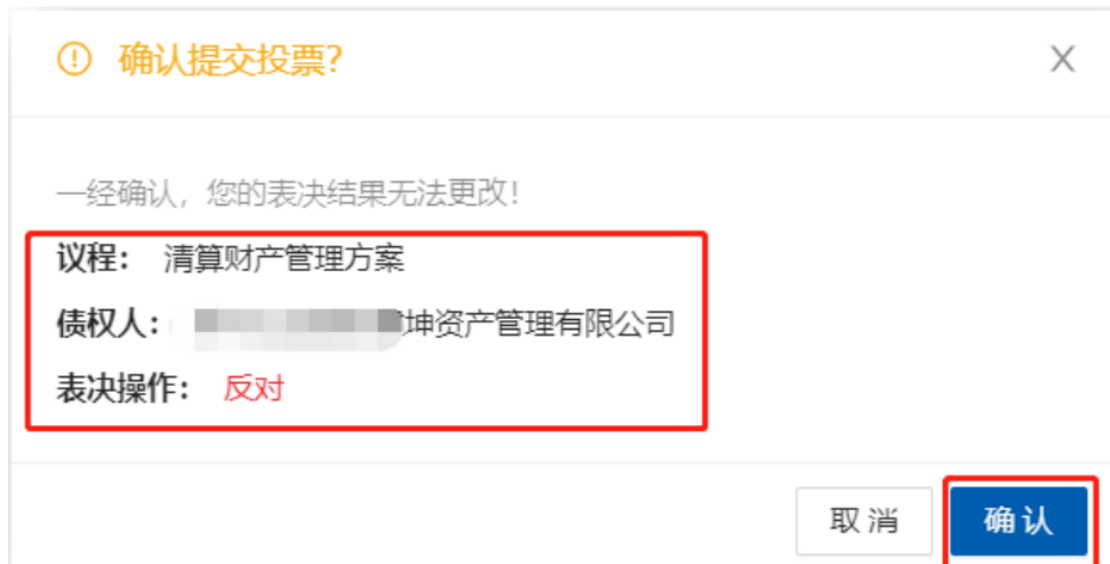 确认提交投票?
一经确认，您的表决结果无法更改!
议程： 清算财产管理方案
债权人： 坤资产管理有限公司
表决操作： 反对
取消 确认